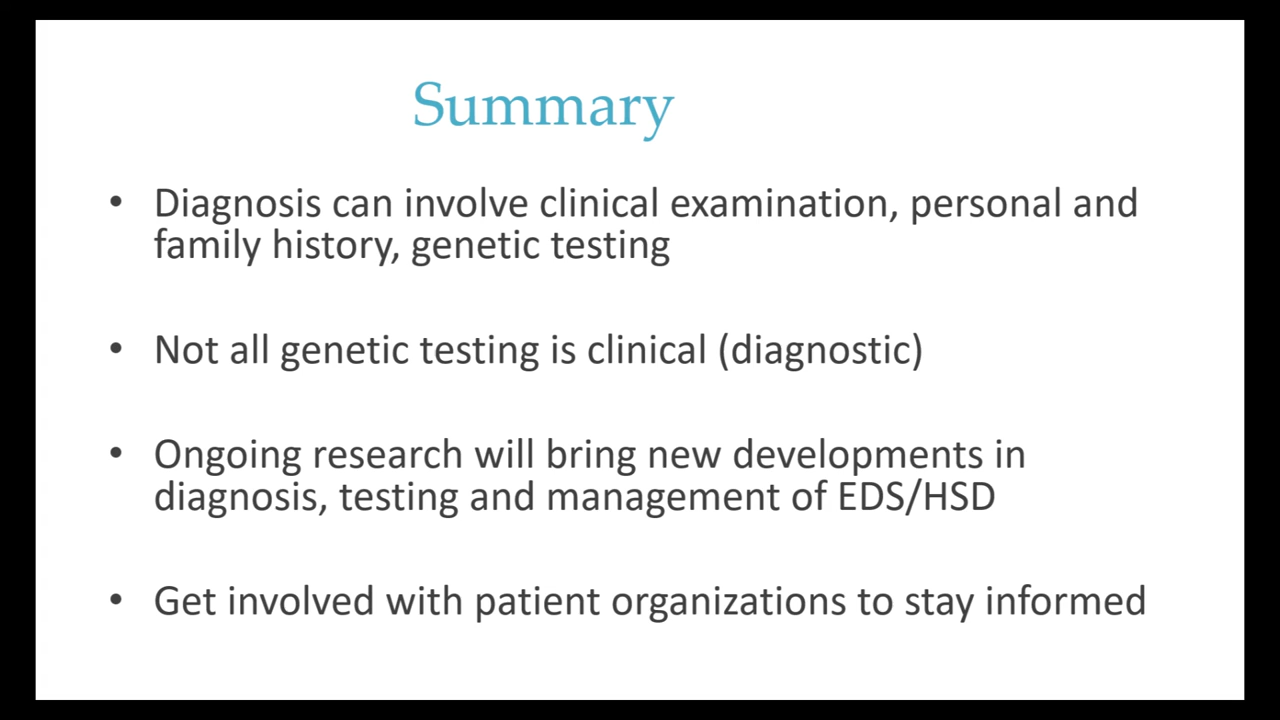 Summary
• Diagnosis can involve clinical examination, personal and
family history, genetic testing
• Not all genetic testing is clinical (diagnostic)
• Ongoing research will bring new developments in
diagnosis, testing and management of EDS/HSD
• Get involved with patient organizations to stay informed